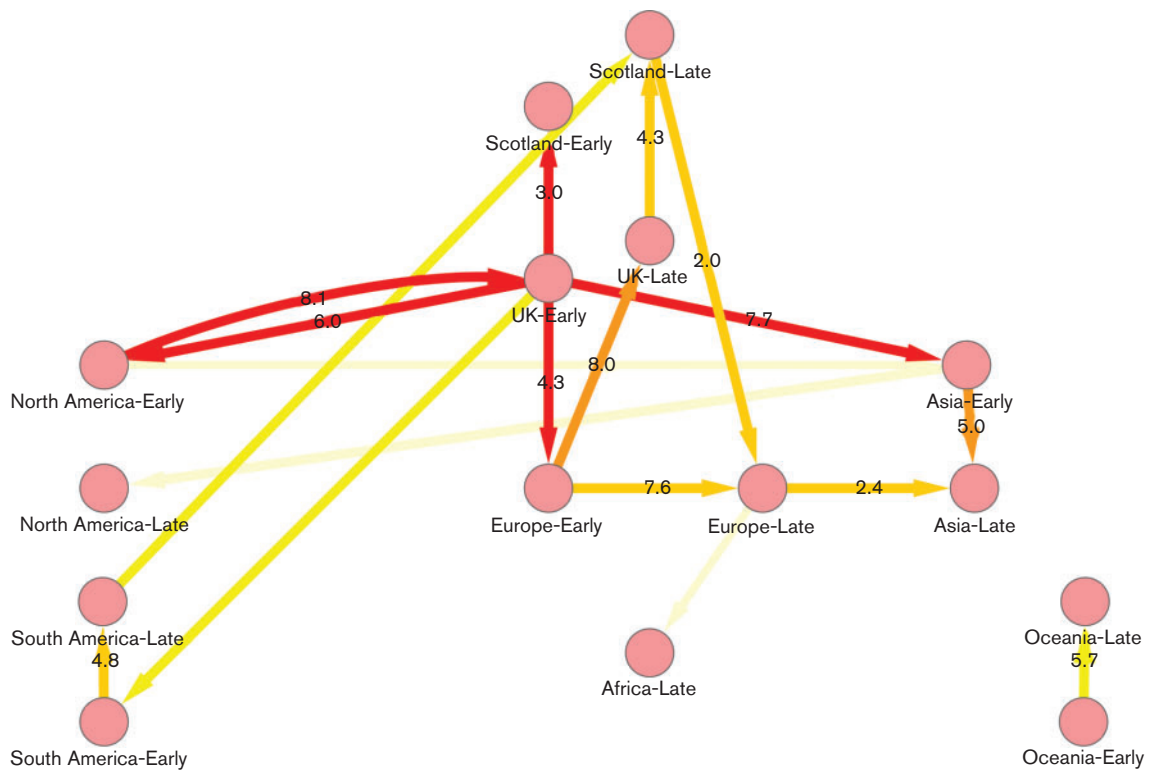 Scotland-Late
4.3
Scotland-Early
3.0
2.0
UK-Late
8.1
6.0
UK-Early
7.7
8.0
4.3
North America-Early
Asia-Early
5.0
7.6
2.4
North America-Late
Europe-Early
Europe-Late
Asia-Late
South America-Late
Oceania-Late
4.8
5.7
Africa-Late
South America-Early
Oceania-Early